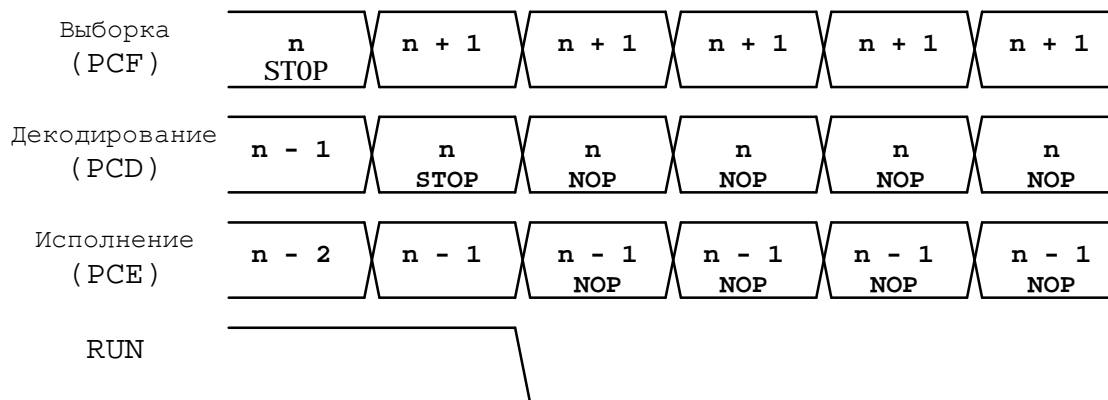 Выборка
(PCF)
n
STOP
n + 1
n + 1
n + 1
n + 1
n + 1
Декодирование
(PCD)
n - 1
n
STOP
n
NOP
n
NOP
n
NOP
n
NOP
Исполнение
(PCE)
n - 2
n - 1
n - 1
NOP
n - 1
NOP
n - 1
NOP
n - 1
NOP
RUN